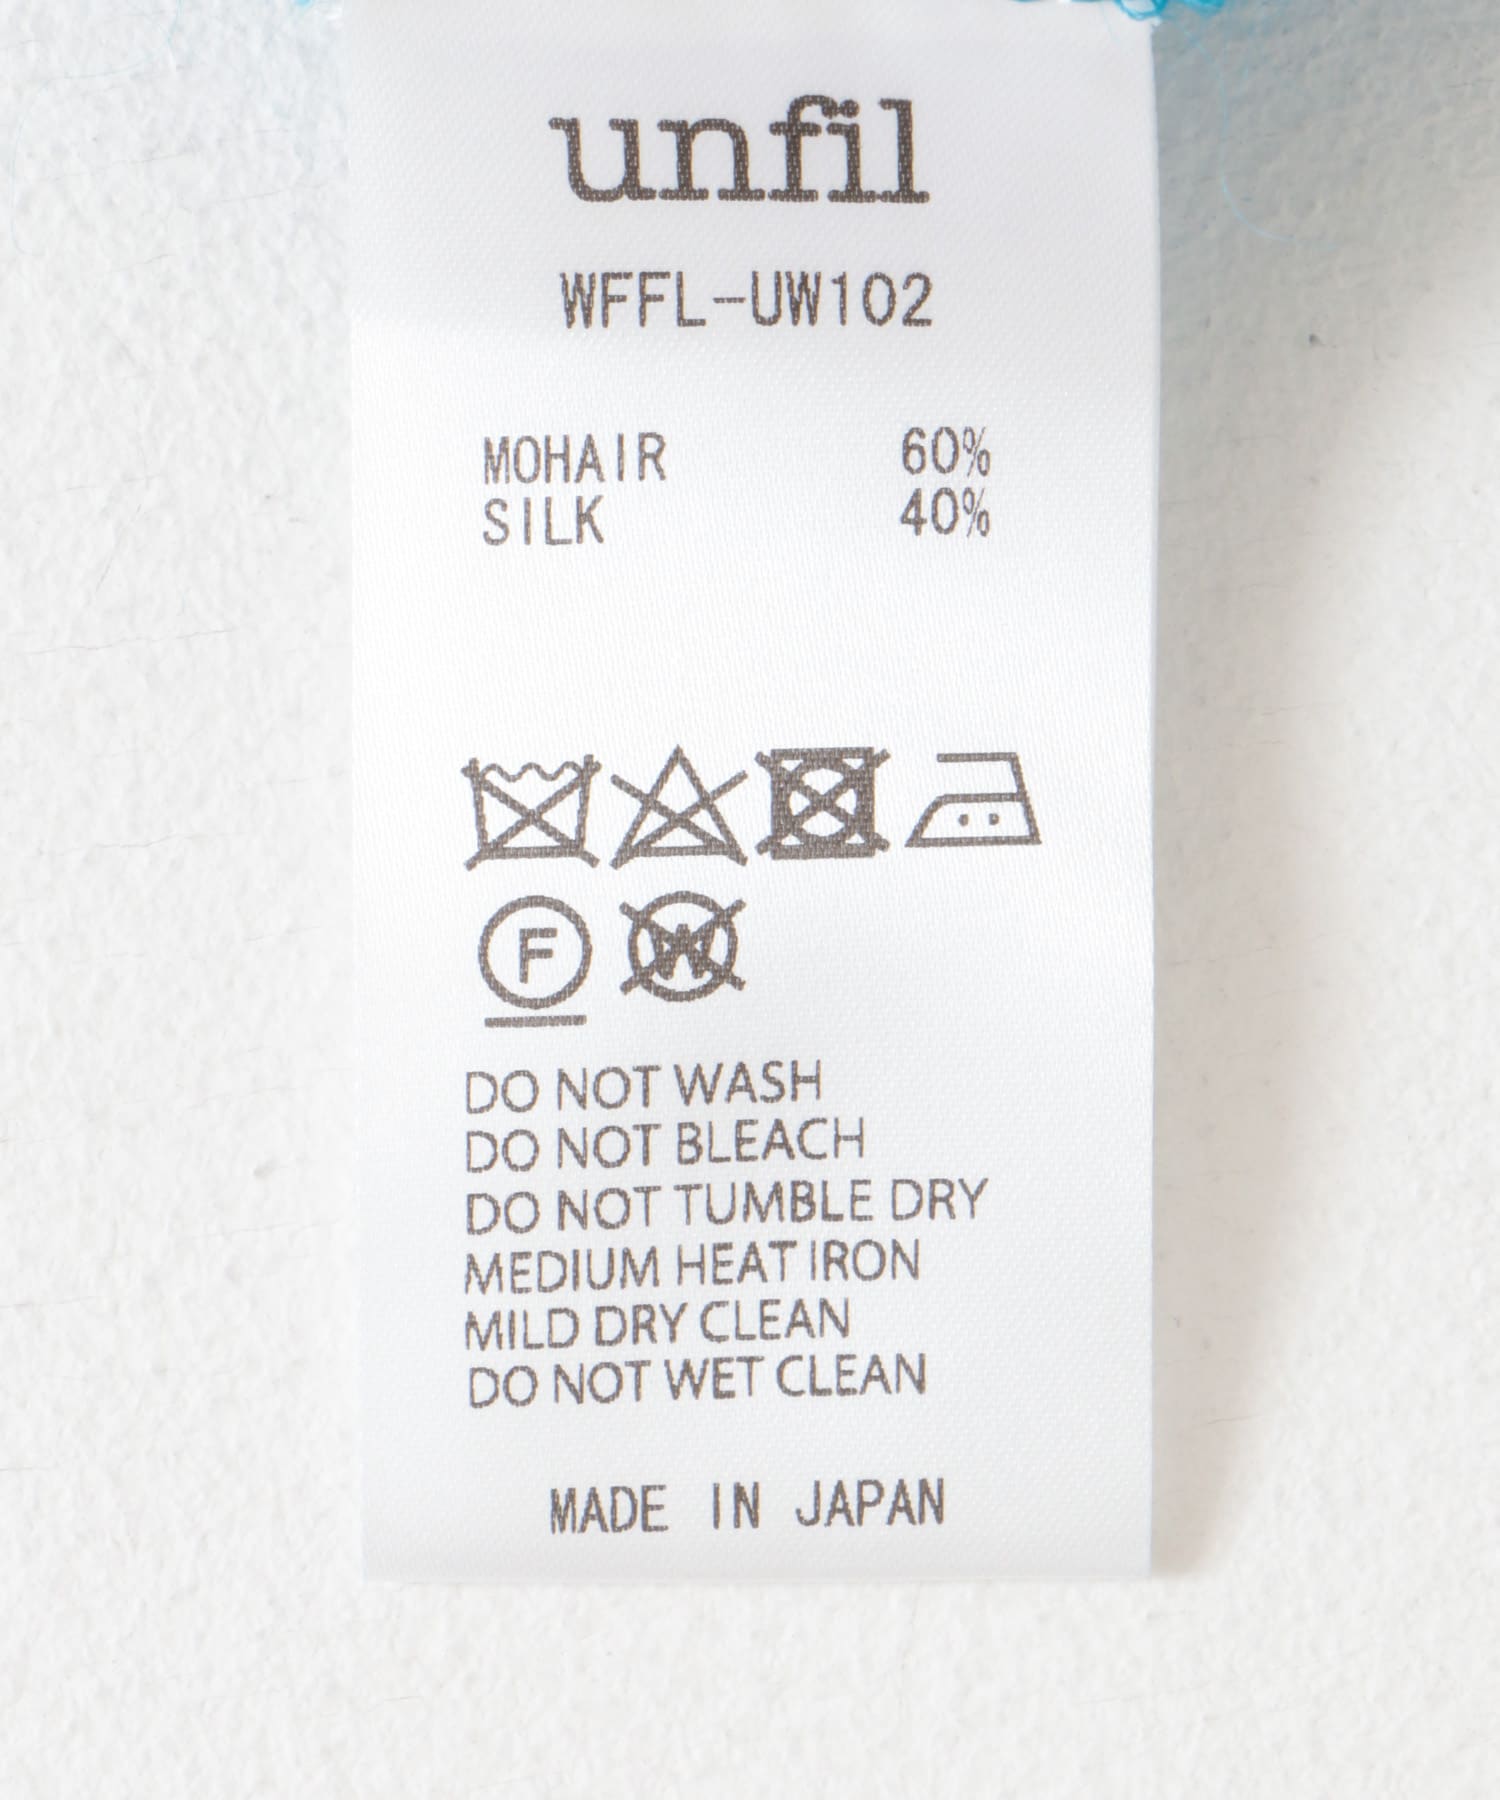 unfil
WFFL-UW102
MOHAIR 60%
SILK 40%
F W
DO NOT WASH
DO NOT BLEACH
DO NOT TUMBLE DRY
MEDIUM HEAT IRON
MILD DRY CLEAN
DO NOT WET CLEAN
MADE IN JAPAN